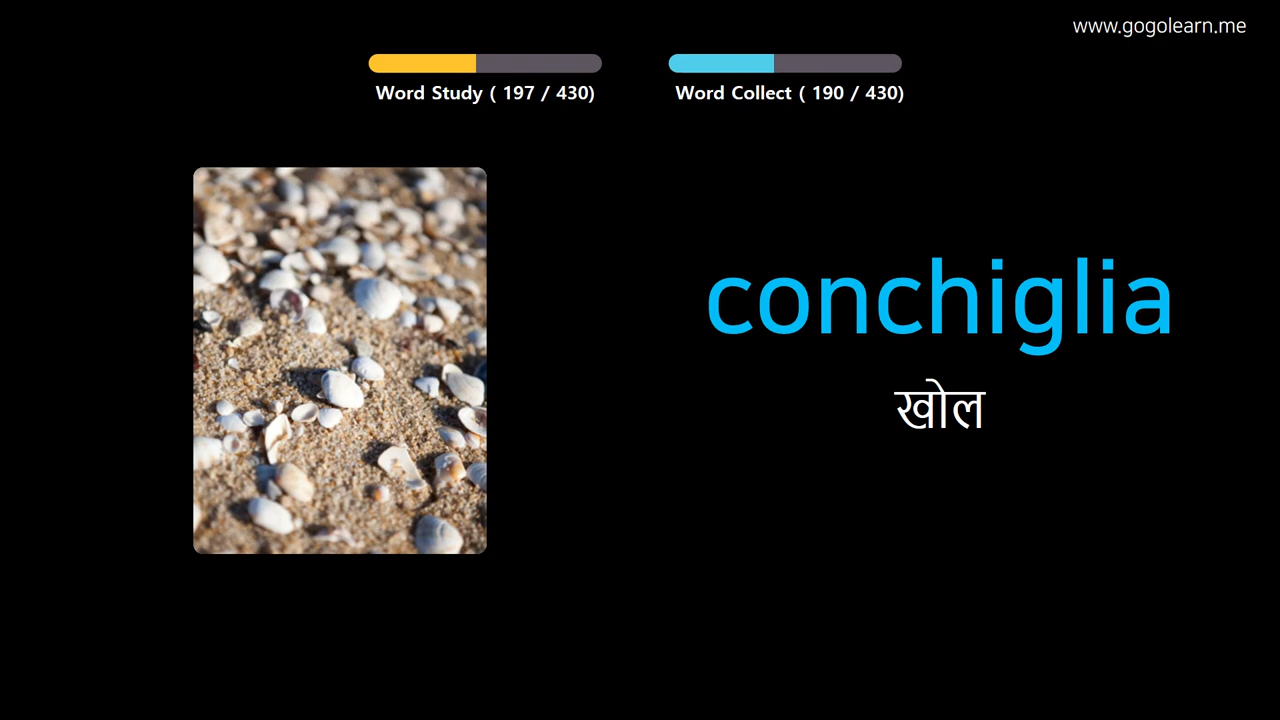 www.gogolearn.me
Word Study ( 197 / 430)
Word Collect ( 190 / 430)
conchiglia
खोल